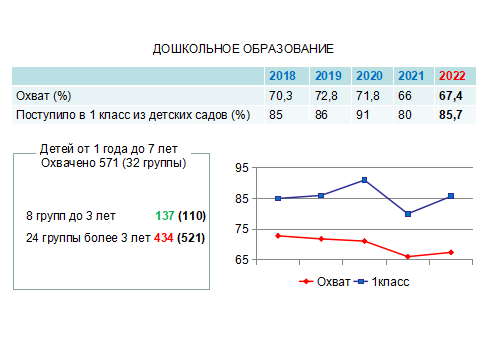 ДОШКОЛЬНОЕ ОБРАЗОВАНИЕ
2018 2019 2020 2021 2022
Охват (%) 70,3 72,8 71,8 66 67,4
Поступило в 1 класс из детских садов (%) 85 86 91 80 85,7
Детей от 1 года до 7 лет
Охвачено 571 (32 группы)
8 групп до 3 лет 137 (110)
24 группы более 3 лет 434 (521)
95
85
75
65
Охват 1класс